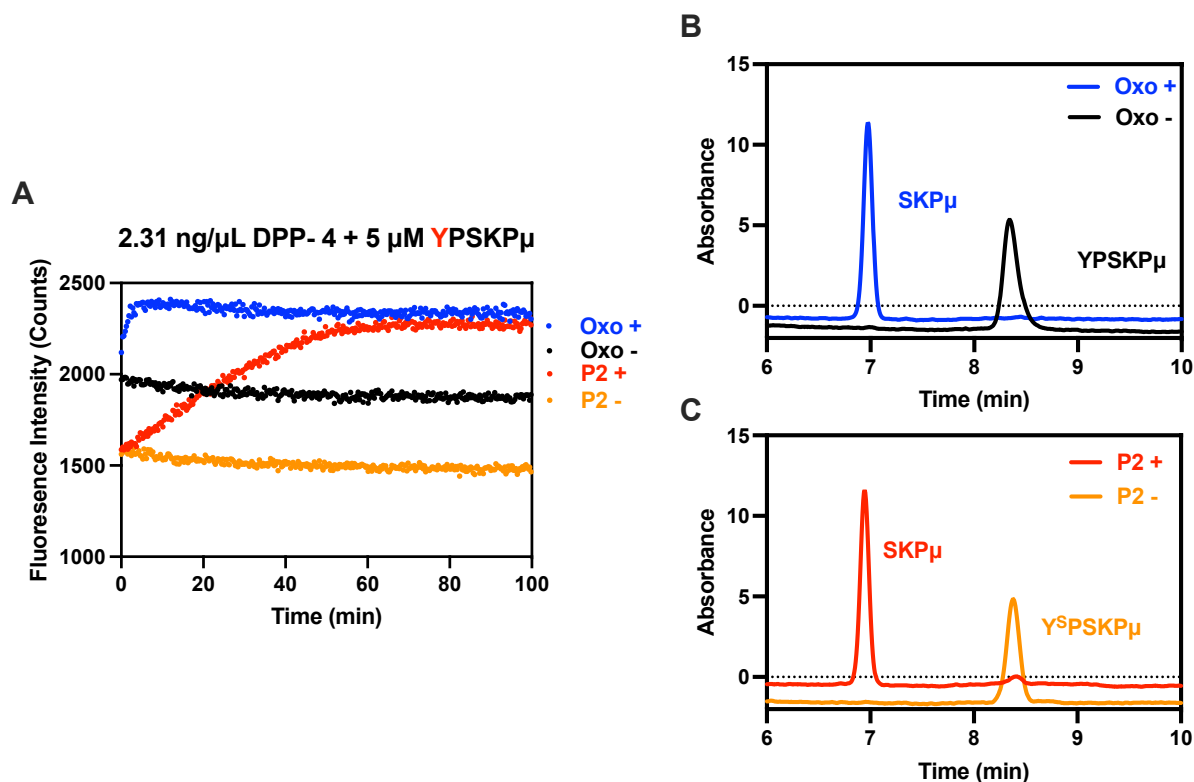 A
2.31 ng/µL DPP- 4 + 5 µM YPSKPµ
Fluoresence Intensity (Counts)
2500
2000
1500
1000
0
20
40
60
80
100
Time (min)
Oxo +
Oxo -
P2 +
P2 -
B
Absorbance
15
10
5
0
Oxo +
Oxo -
SKPµ
YPSKPµ
6
7
8
9
10
Time (min)
C
Absorbance
15
10
5
0
P2 +
P2 -
SKPµ
YˢPSKPµ
6
7
8
9
10
Time (min)